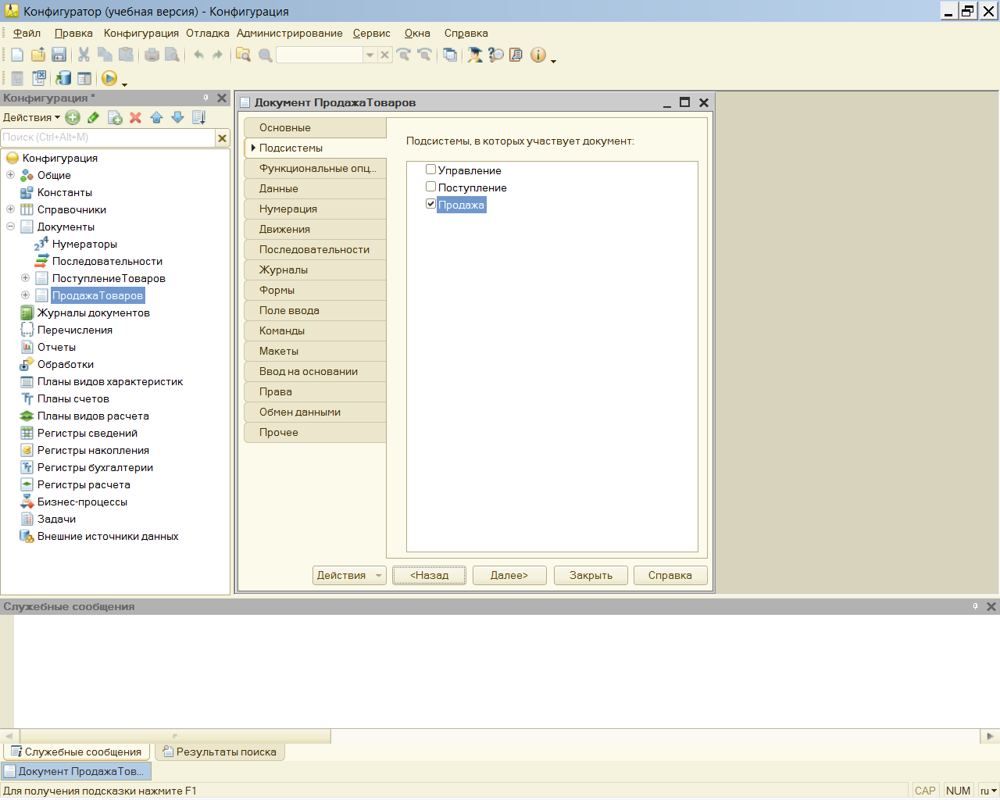 Конфигуратор (учебная версия) - Конфигурация
Файл Правка Конфигурация Отладка Администрирование Сервис Окна Справка
Конфигурация *
Действия
Поиск (Ctrl+Alt+M)
Конфигурация
Общие
Константы
Справочники
Документы
Нумераторы
Последовательности
ПоступлениеТоваров
ПродажаТоваров
Журналы документов
Перечисления
Отчеты
Обработки
Планы видов характеристик
Планы счетов
Планы видов расчета
Регистры сведений
Регистры накопления
Регистры бухгалтерии
Регистры расчета
Бизнес-процессы
Задачи
Внешние источники данных
Документ ПродажаТоваров
Основные
Подсистемы
Функциональные опц...
Данные
Нумерация
Движения
Последовательности
Журналы
Формы
Поле ввода
Команды
Макеты
Ввод на основании
Права
Обмен данными
Прочее
Подсистемы, в которых участвует документ:
Управление
Поступление
Продажа
Действия <Назад Далее> Закрыть Справка
Служебные сообщения
Служебные сообщения Результаты поиска
Документ ПродажаТов...
Для получения подсказки нажмите F1 CAP NUM ru